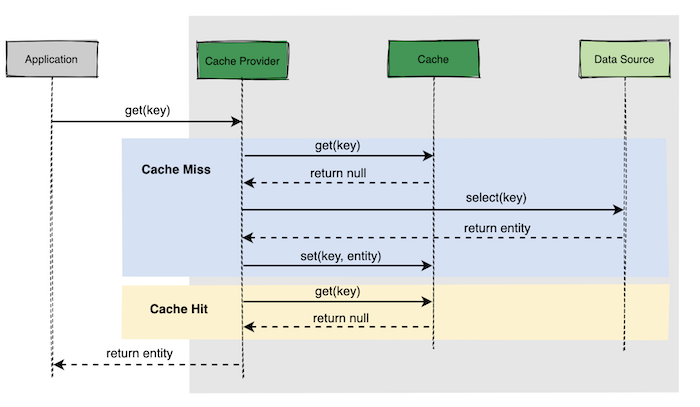 Application
Cache Provider
Cache
Data Source
get(key)
get(key)
Cache Miss
return null
select(key)
return entity
set(key, entity)
get(key)
Cache Hit
return null
return entity